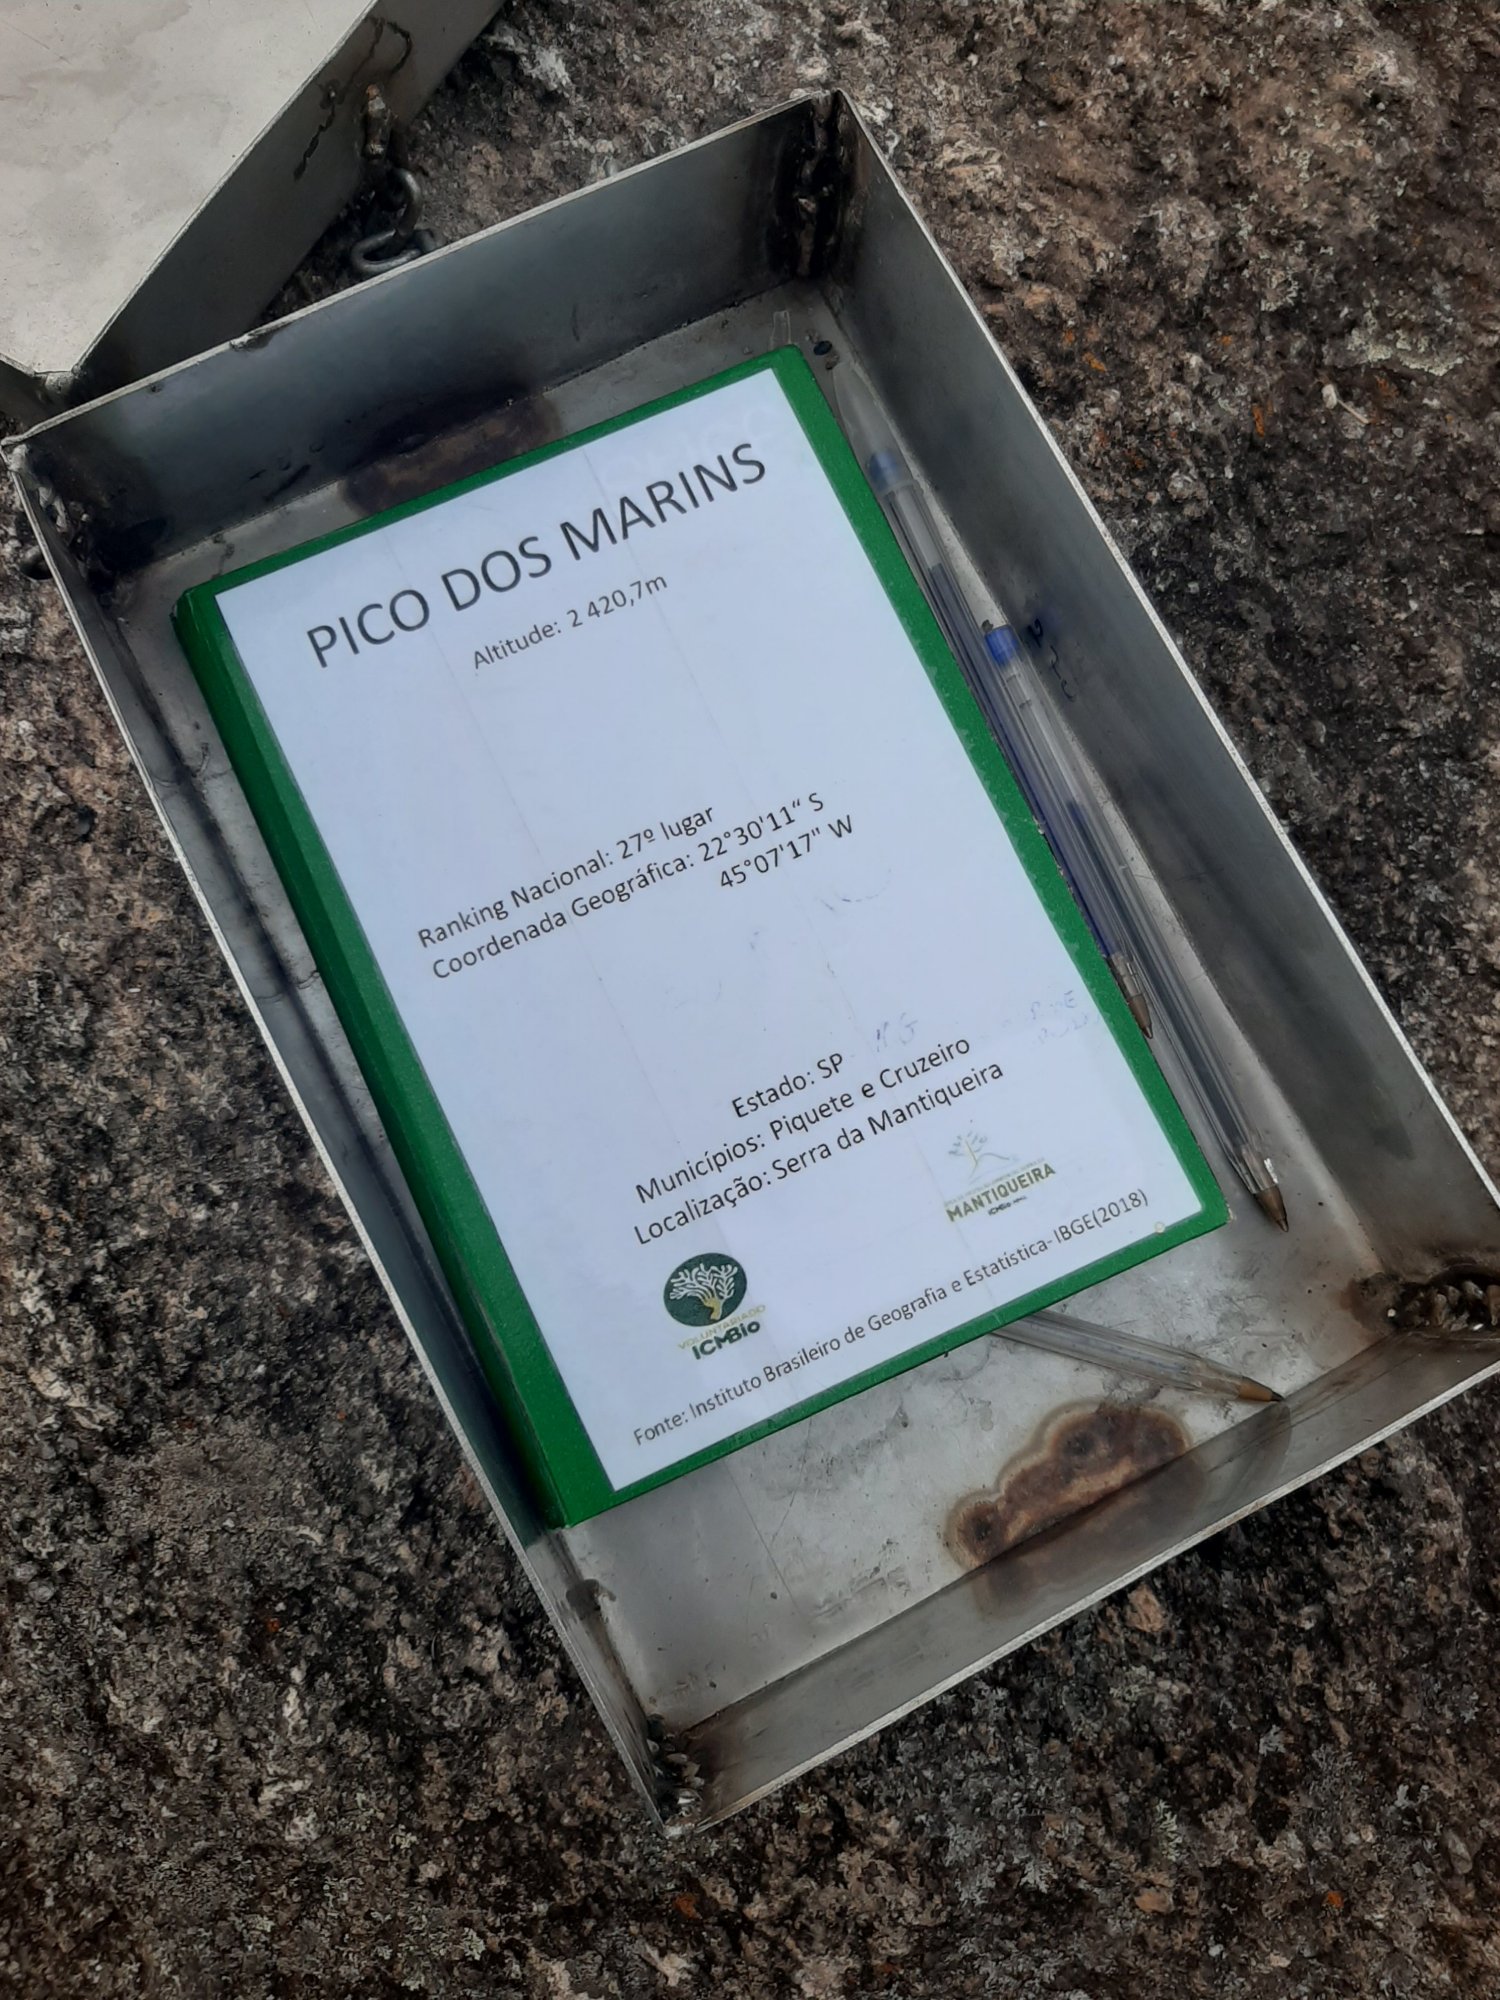 PICO DOS MARINS
Altitude: 2 420,7m
Ranking Nacional: 27º lugar
Coordenada Geográfica: 22°30'11“ S
45°07'17" W
Estado: SP
Municípios: Piquete e Cruzeiro
Localização: Serra da Mantiqueira
MANTIQUEIRA
ICMBio
VOLUNTARIADO
ICMBio
Fonte: Instituto Brasileiro de Geografia e Estatística- IBGE(2018)